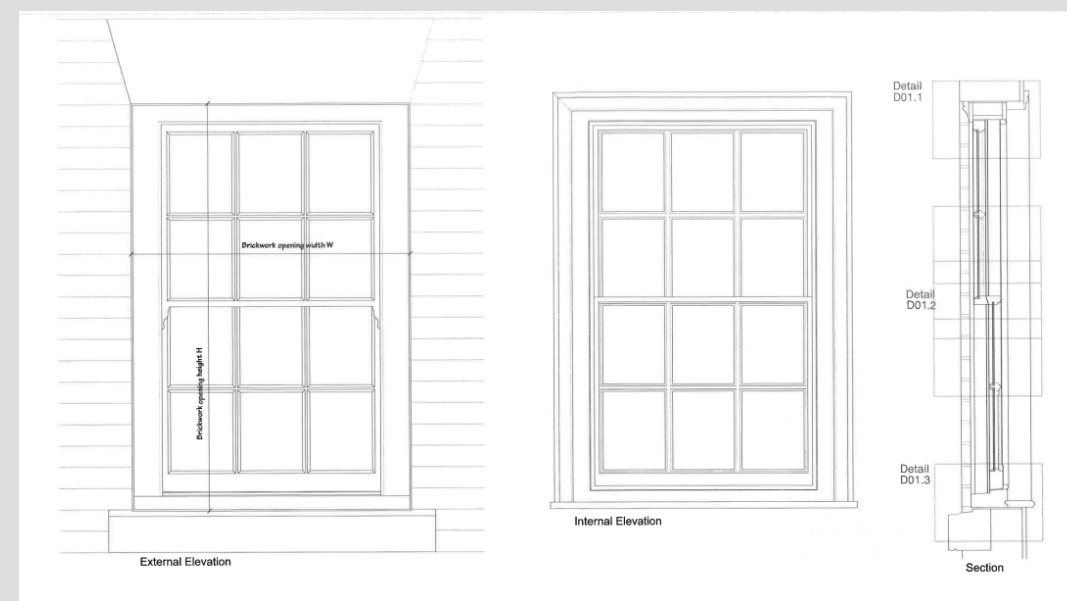 Brickwork opening width W
Brickwork opening height H
External Elevation
Internal Elevation
Detail
D01.1
Detail
D01.2
Detail
D01.3
Section